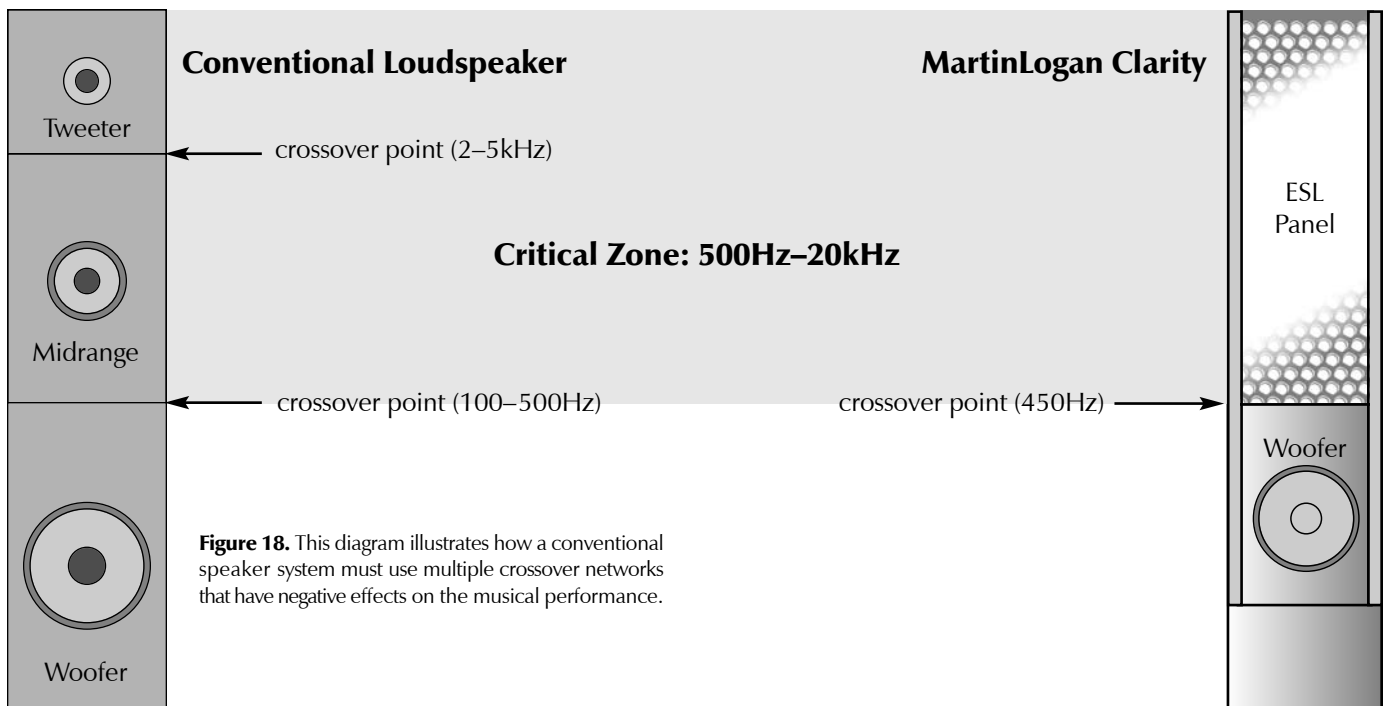 Conventional Loudspeaker
MartinLogan Clarity
Tweeter
crossover point (2–5kHz)
ESL
Panel
Critical Zone: 500Hz–20kHz
Midrange
crossover point (100–500Hz)
crossover point (450Hz)
Woofer
Figure 18. This diagram illustrates how a conventional
speaker system must use multiple crossover networks
that have negative effects on the musical performance.
Woofer